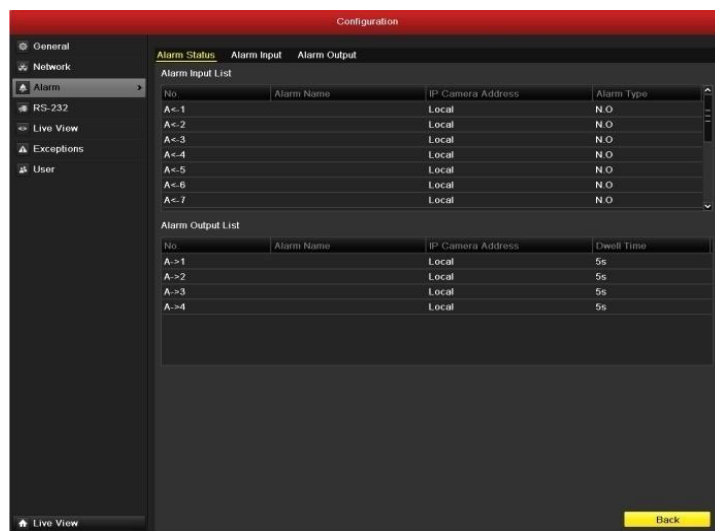 Configuration
General
Network
Alarm
RS-232
Live View
Exceptions
User
Alarm Status Alarm Input Alarm Output
Alarm Input List
No. Alarm Name IP Camera Address Alarm Type
A<-1 Local N.O
A<-2 Local N.O
A<-3 Local N.O
A<-4 Local N.O
A<-5 Local N.O
A<-6 Local N.O
A<-7 Local N.O
Alarm Output List
No. Alarm Name IP Camera Address Dwell Time
A->1 Local 5s
A->2 Local 5s
A->3 Local 5s
A->4 Local 5s
Live View
Back